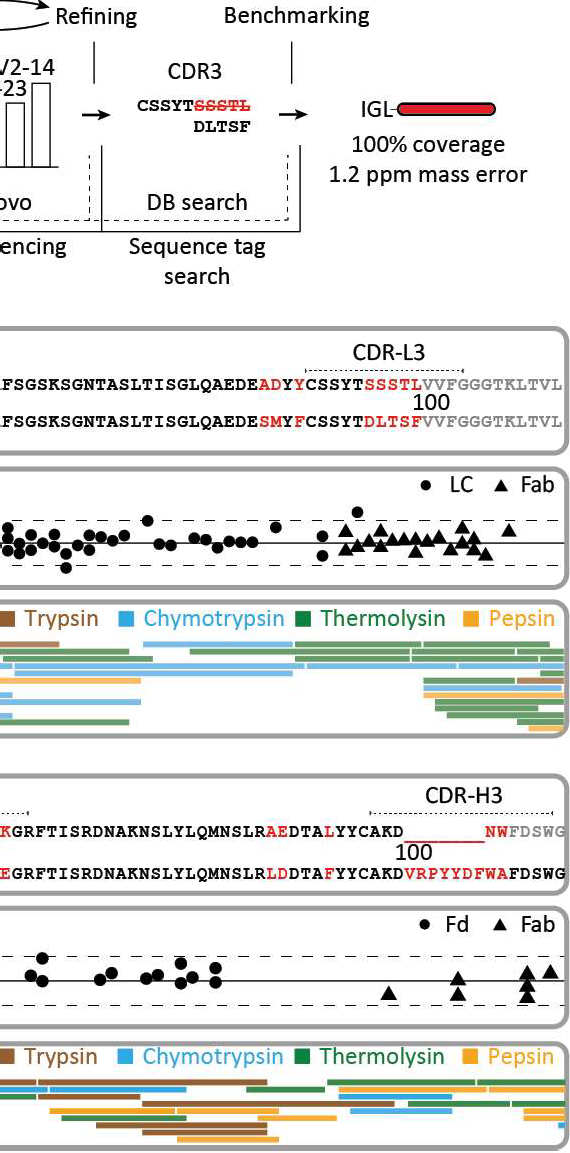 Refining
Benchmarking
V2-14
-23
CDR3
CSSYTSSSTL
DLTSF
IGL
100% coverage
1.2 ppm mass error
ovo
DB search
encing
Sequence tag
search
CDR-L3
FSGSKSGNTASLTISGLQAEDEADYYCSSYTSSSTLVVFGGGTKLTVL
100
FSGSKSGNTASLTISGLQAEDESMYFCSSYTDLTSFVVFGGGTKLTVL
LC Fab
Trypsin Chymotrypsin Thermolysin Pepsin
CDR-H3
KGRFTISRDNAKNSLYLQMNSLRAEDTALYYCAKD_______NWFDSWG
100
EGRFTISRDNAKNSLYLQMNSLRLDDTAFYYCAKDVRPYYDFWAFDSWG
Fd Fab
Trypsin Chymotrypsin Thermolysin Pepsin